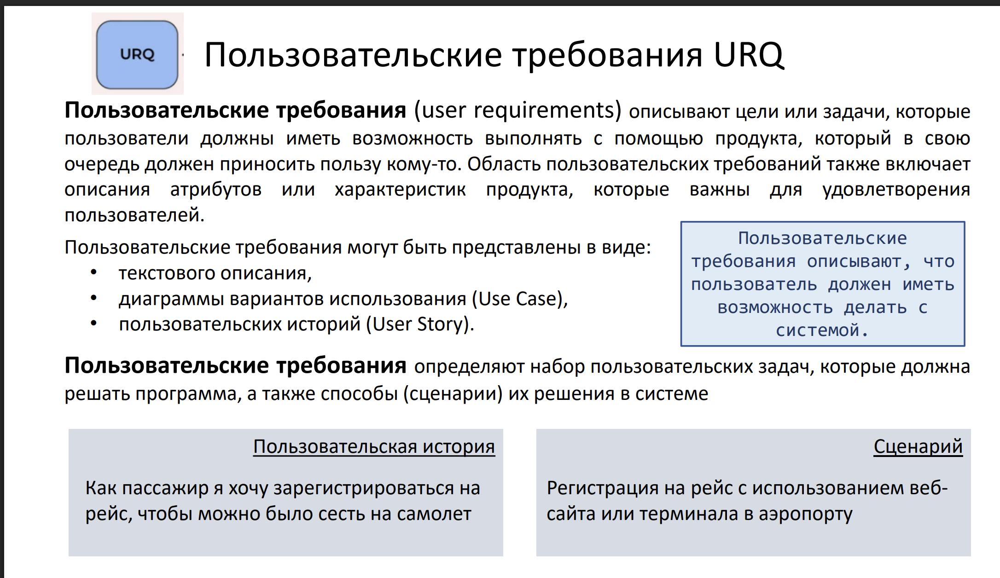 URQ
Пользовательские требования URQ
Пользовательские требования (user requirements) описывают цели или задачи, которые
пользователи должны иметь возможность выполнять с помощью продукта, который в свою
очередь должен приносить пользу кому-то. Область пользовательских требований также включает
описания атрибутов или характеристик продукта, которые важны для удовлетворения
пользователей.
Пользовательские требования могут быть представлены в виде:
• текстового описания,
• диаграммы вариантов использования (Use Case),
• пользовательских историй (User Story).
Пользовательские
требования описывают, что
пользователь должен иметь
возможность делать с
системой.
Пользовательские требования определяют набор пользовательских задач, которые должна
решать программа, а также способы (сценарии) их решения в системе
Пользовательская история
Как пассажир я хочу зарегистрироваться на
рейс, чтобы можно было сесть на самолет
Сценарий
Регистрация на рейс с использованием веб-
сайта или терминала в аэропорту